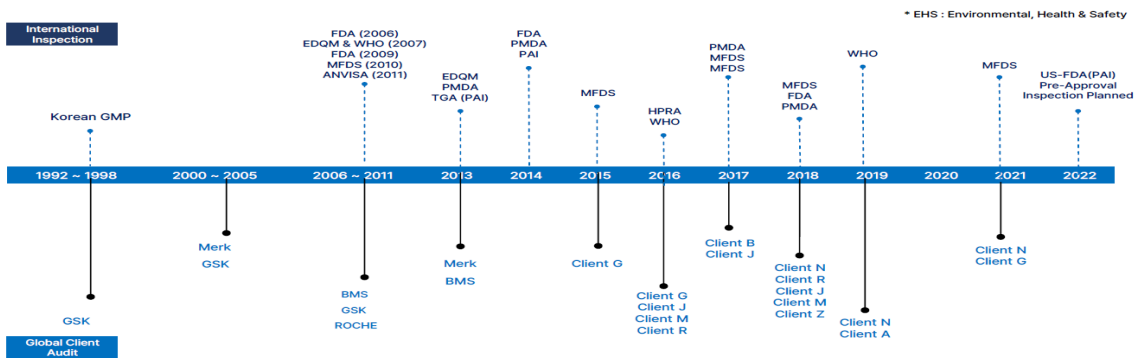 * EHS : Environmental, Health & Safety
International
Inspection
Korean GMP
FDA (2006)
EDQM & WHO (2007)
FDA (2009)
MFDS (2010)
ANVISA (2011)
EDQM
PMDA
TGA (PAI)
FDA
PMDA
PAI
MFDS
HPRA
WHO
PMDA
MFDS
MFDS
MFDS
FDA
PMDA
WHO
MFDS
US-FDA(PAI)
Pre-Approval
Inspection Planned
1992 ~ 1998
2000 ~ 2005
2006 ~ 2011
2013
2014
2015
2016
2017
2018
2019
2020
2021
2022
GSK
Merk
GSK
BMS
GSK
ROCHE
Merk
BMS
Client G
Client G
Client J
Client M
Client R
Client B
Client J
Client N
Client R
Client J
Client M
Client Z
Client N
Client A
Client N
Client G
Global Client
Audit